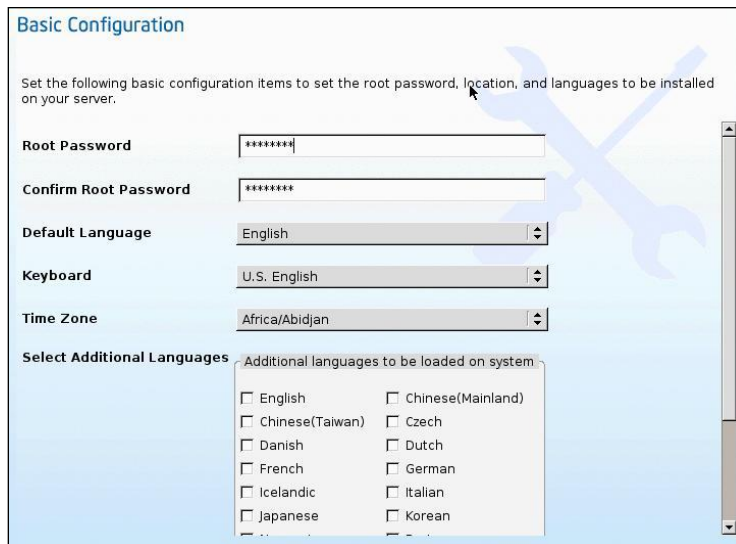 Basic Configuration
Set the following basic configuration items to set the root password, location, and languages to be installed
on your server.
Root Password ********
Confirm Root Password ********
Default Language English
Keyboard U.S. English
Time Zone Africa/Abidjan
Select Additional Languages Additional languages to be loaded on system
English Chinese(Mainland)
Chinese(Taiwan) Czech
Danish Dutch
French German
Icelandic Italian
Japanese Korean